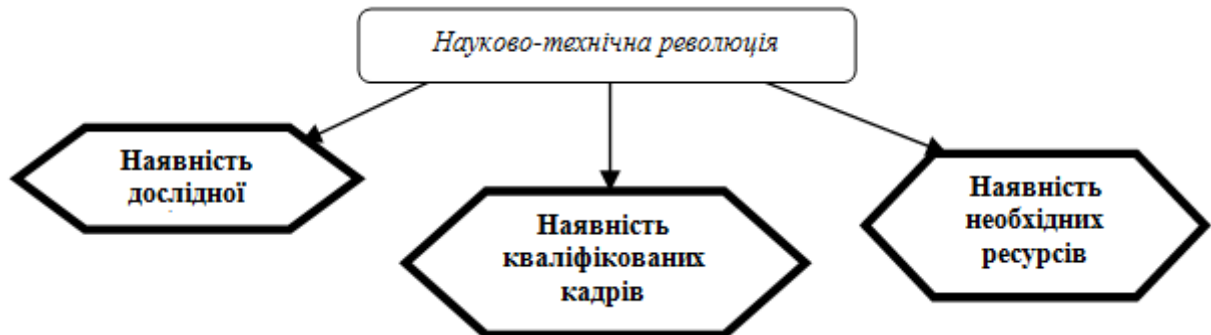 Науково-технічна революція
Наявність
дослідної
Наявність
кваліфікованих
кадрів
Наявність
необхідних
ресурсів